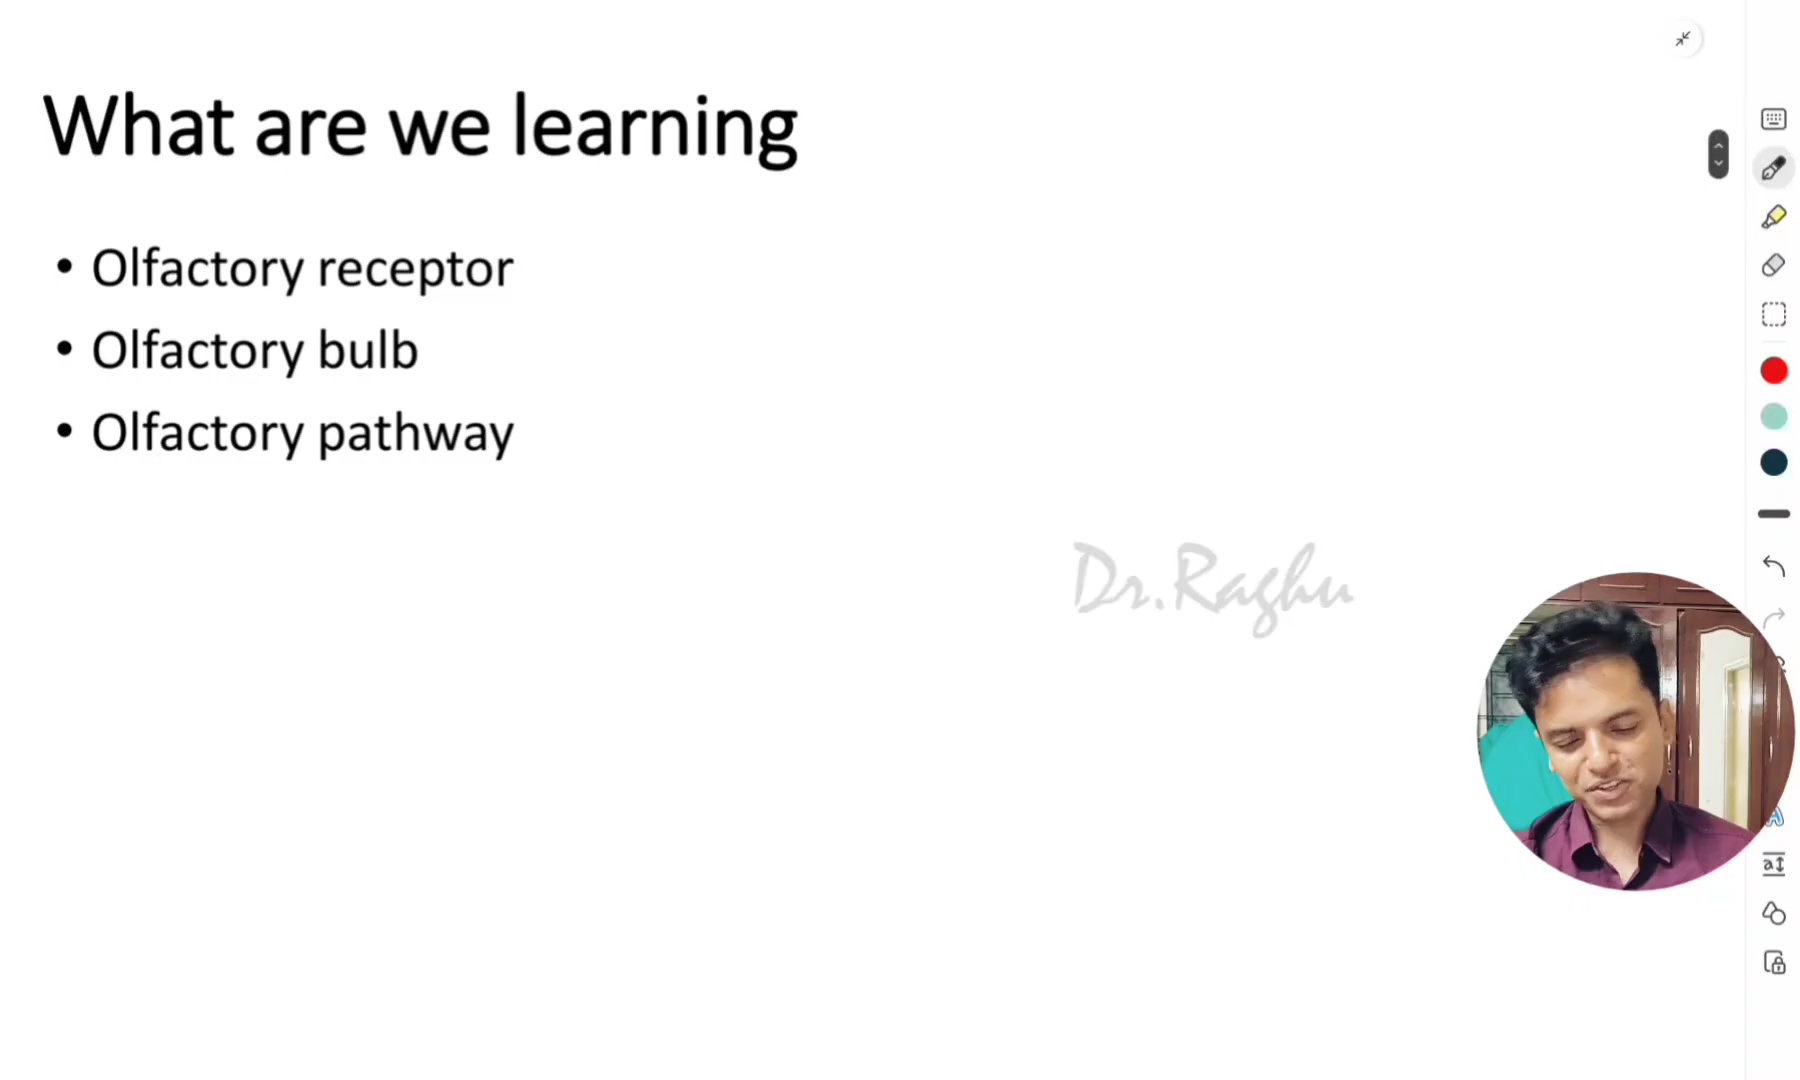 What are we learning
• Olfactory receptor
• Olfactory bulb
• Olfactory pathway
Dr.Raghu